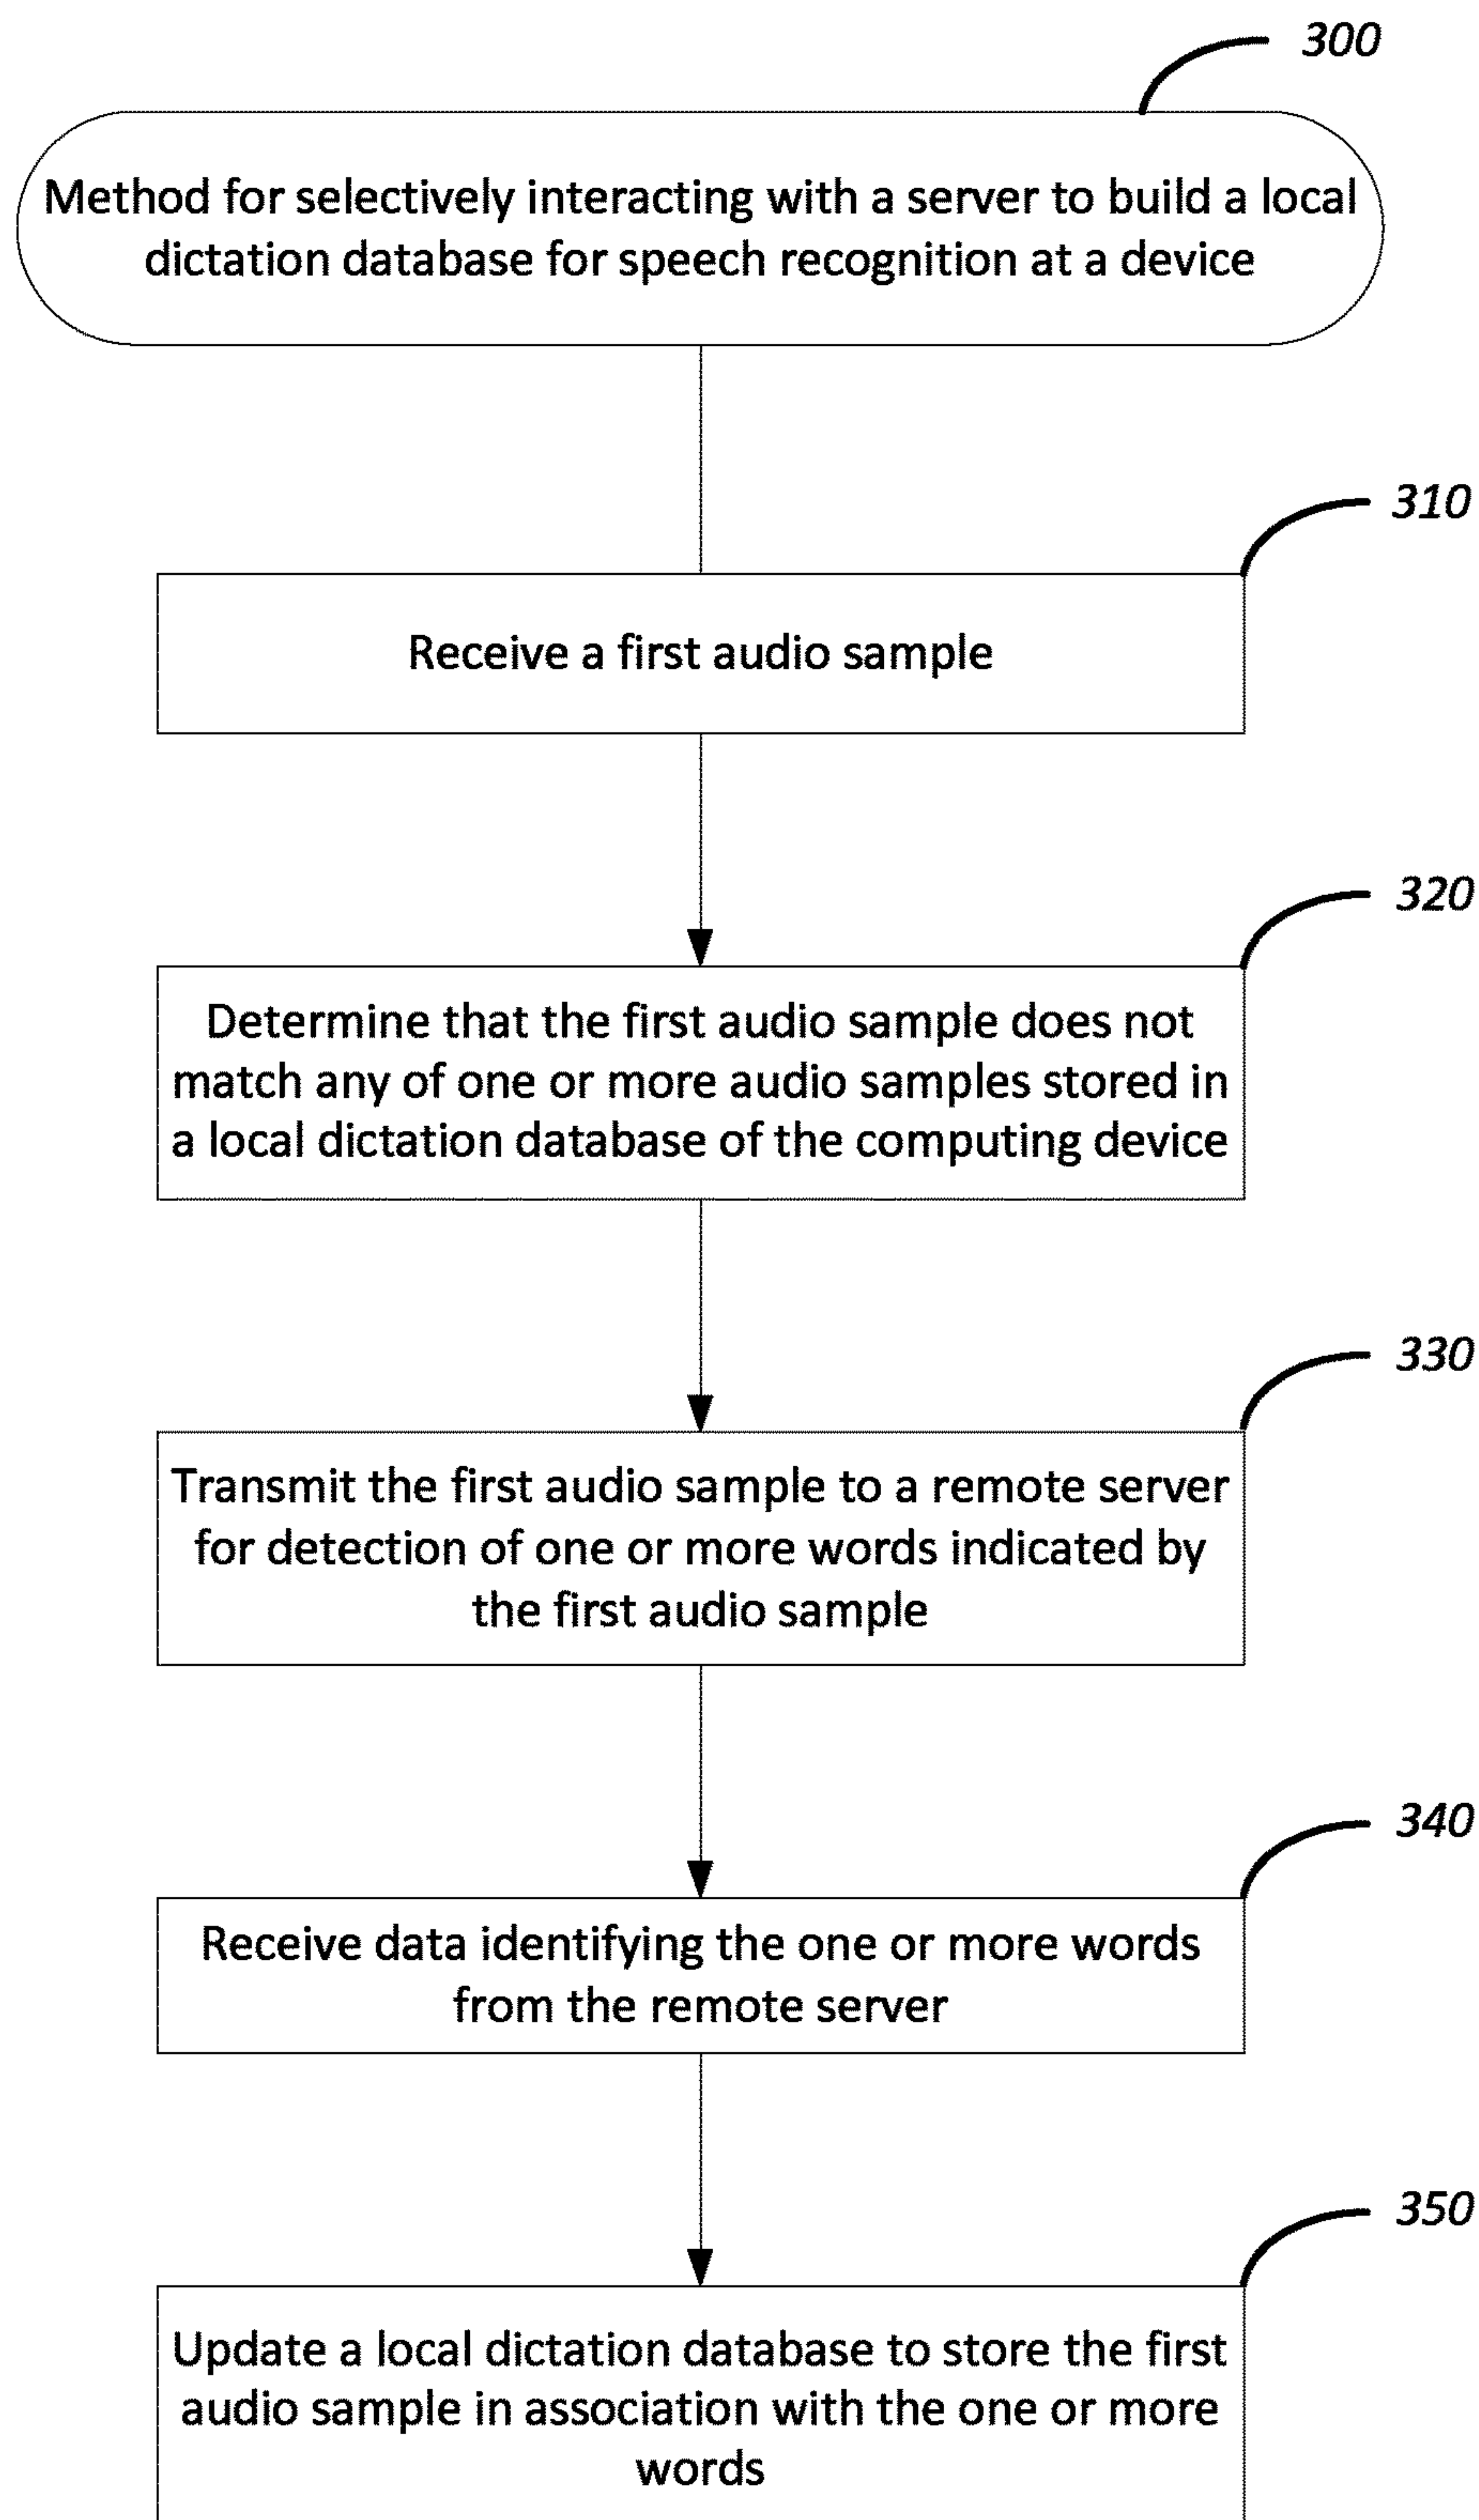 300
Method for selectively interacting with a server to build a local
dictation database for speech recognition at a device
310
Receive a first audio sample
320
Determine that the first audio sample does not
match any of one or more audio samples stored in
a local dictation database of the computing device
330
Transmit the first audio sample to a remote server
for detection of one or more words indicated by
the first audio sample
340
Receive data identifying the one or more words
from the remote server
350
Update a local dictation database to store the first
audio sample in association with the one or more
words